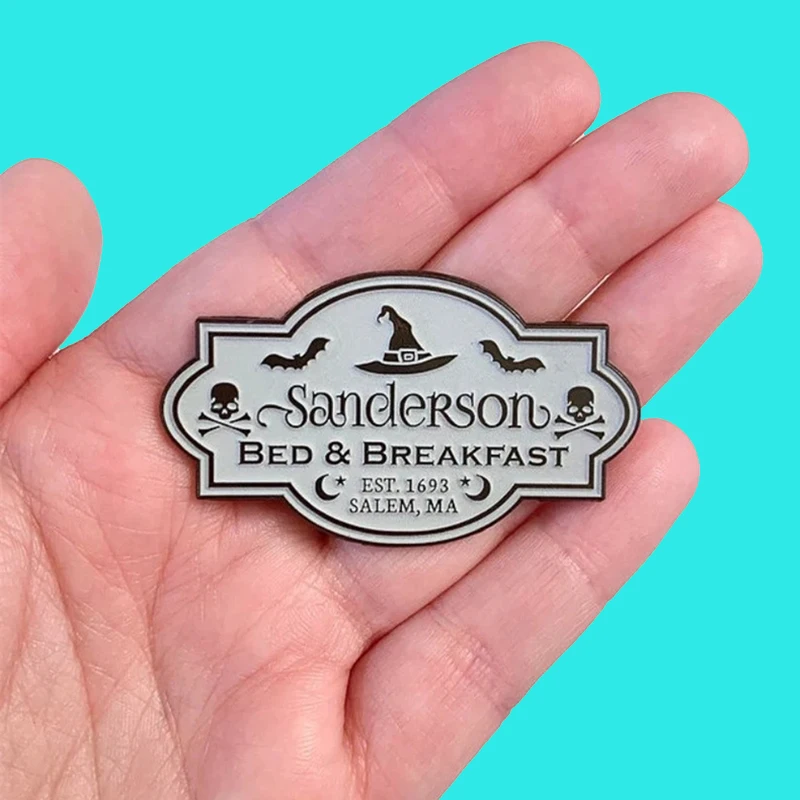 Sanderson
BED & BREAKFAST
EST. 1693
SALEM, MA